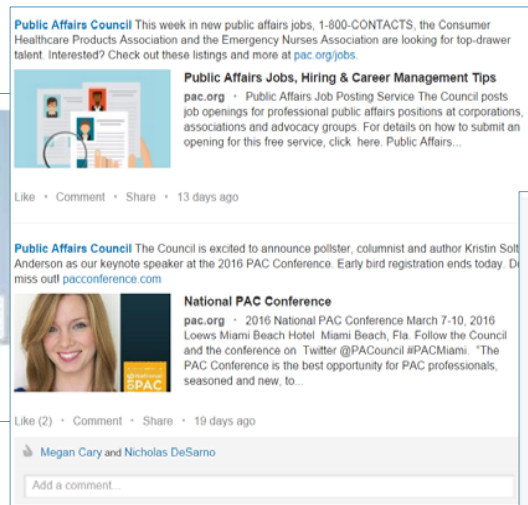 Public Affairs Council This week in new public affairs jobs, 1-800-CONTACTS, the Consumer
Healthcare Products Association and the Emergency Nurses Association are looking for top-drawer
talent. Interested? Check out these listings and more at pac.org/jobs.
Public Affairs Jobs, Hiring & Career Management Tips
pac.org • Public Affairs Job Posting Service The Council posts
job openings for professional public affairs positions at corporations,
associations and advocacy groups. For details on how to submit an
opening for this free service, click here. Public Affairs...
Like • Comment • Share • 13 days ago
Public Affairs Council The Council is excited to announce pollster, columnist and author Kristin Solt
Anderson as our keynote speaker at the 2016 PAC Conference. Early bird registration ends today. D
miss out! pacconference.com
National PAC Conference
pac.org • 2016 National PAC Conference March 7-10, 2016
Loews Miami Beach Hotel Miami Beach, Fla. Follow the Council
and the conference on Twitter @PACouncil #PACMiami. "The
PAC Conference is the best opportunity for PAC professionals,
seasoned and new, to...
National
PAC
Like (2) • Comment • Share • 19 days ago
Megan Cary and Nicholas DeSarno
Add a comment...